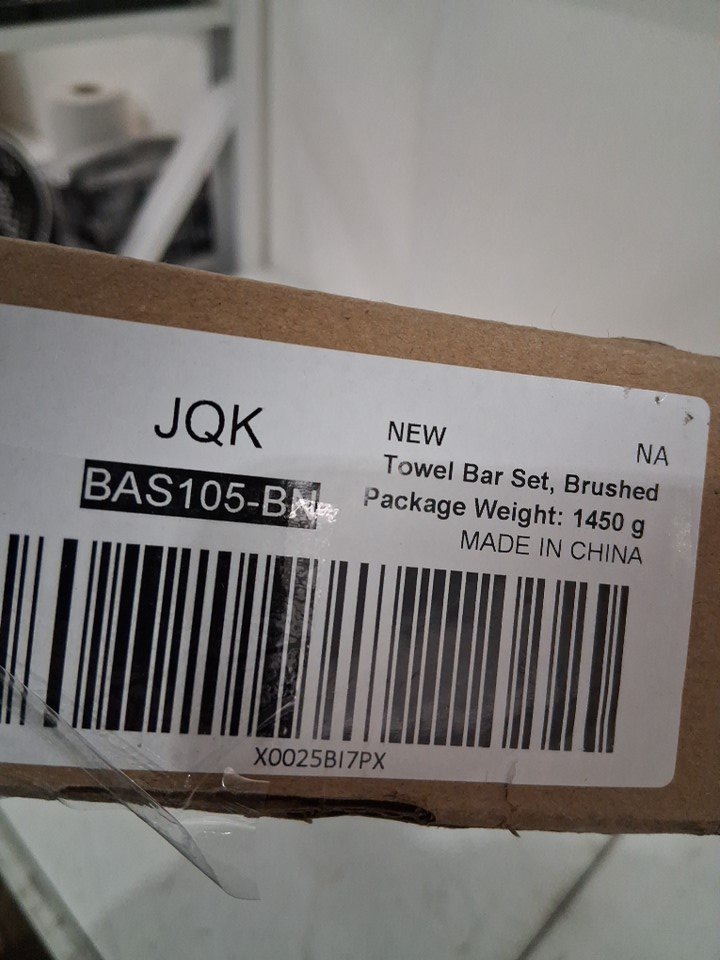 JQK
BAS105-BN
NEW
NA
Towel Bar Set, Brushed
Package Weight: 1450 g
MADE IN CHINA
X0025BI7PX